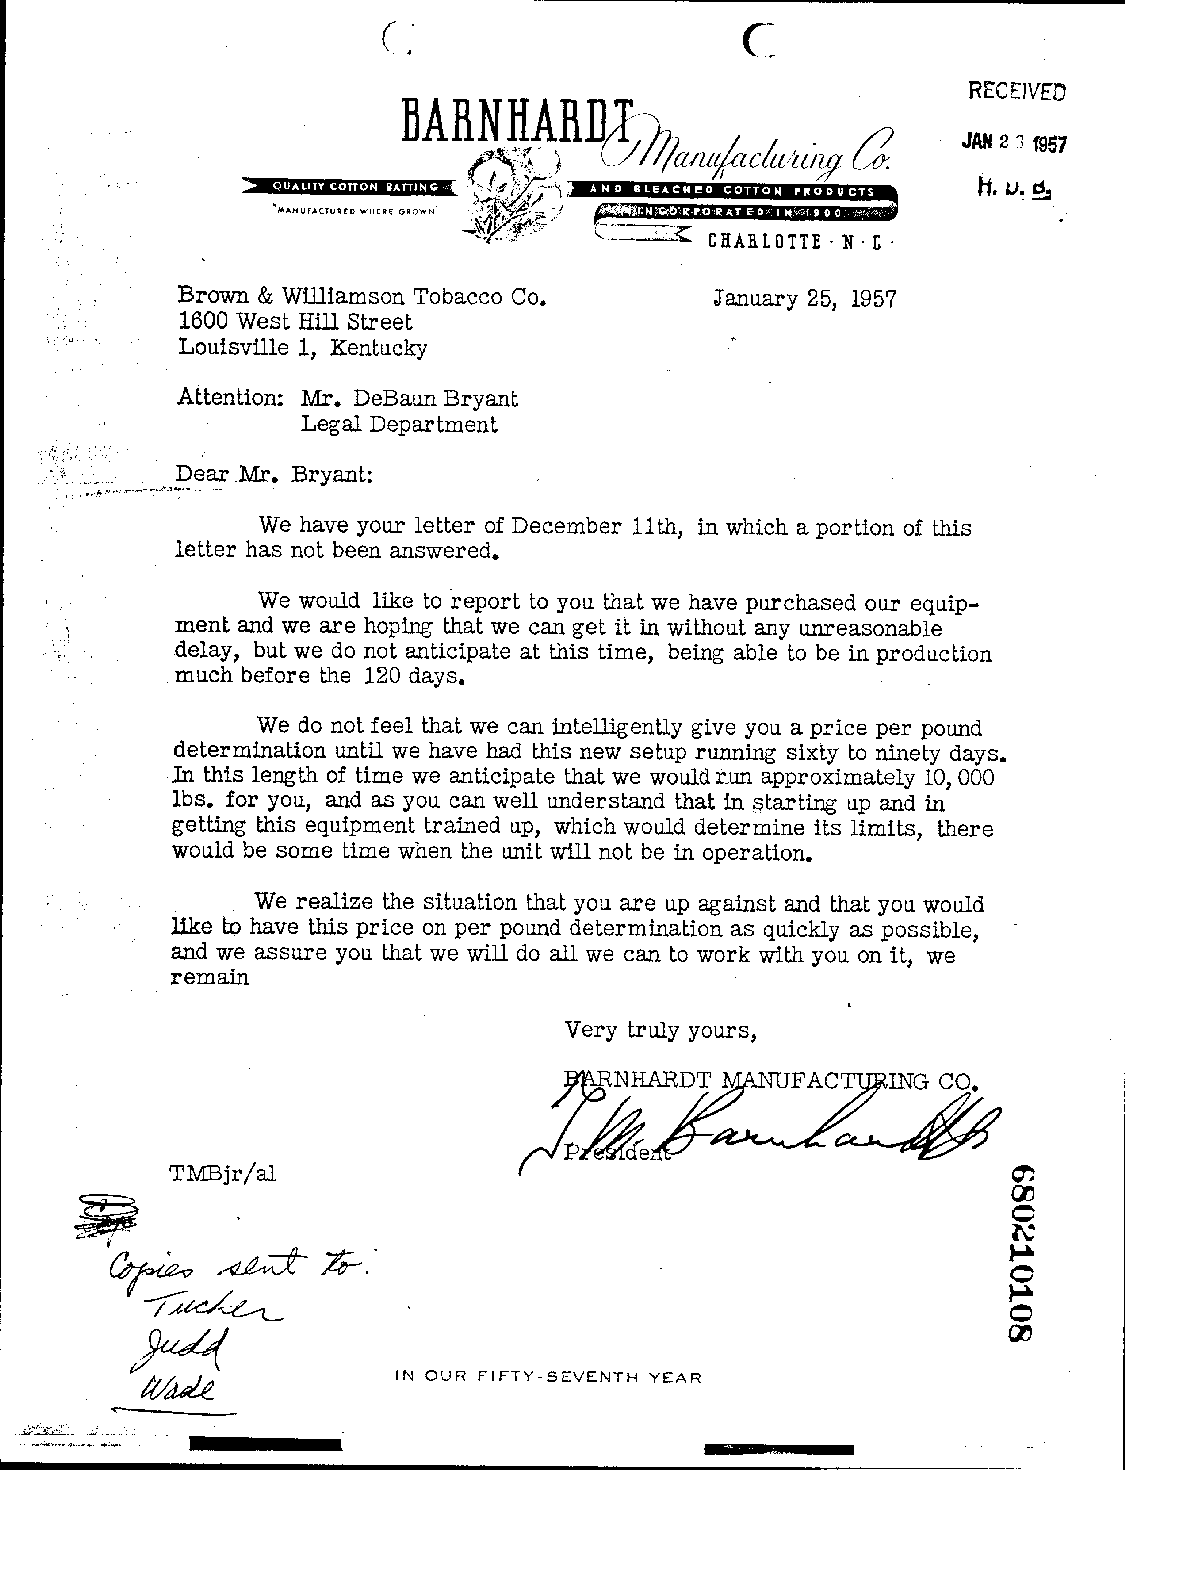 RECEIVED
BARNHARDT
Manufacturing Co.
JAN 2 1957
QUALITY COTTON BATTING
AND BLEACHED COTTON PRODUCTS
"MANUFACTURED WHERE GROWN"
INCORPORATED IN 1900
CHARLOTTE · N · C ·
Brown & Williamson Tobacco Co. January 25, 1957
1600 West Hill Street
Louisville 1, Kentucky
Attention: Mr. DeBaun Bryant
Legal Department
Dear Mr. Bryant:
We have your letter of December 11th, in which a portion of this
letter has not been answered.
We would like to report to you that we have purchased our equip-
ment and we are hoping that we can get it in without any unreasonable
delay, but we do not anticipate at this time, being able to be in production
much before the 120 days.
We do not feel that we can intelligently give you a price per pound
determination until we have had this new setup running sixty to ninety days.
In this length of time we anticipate that we would run approximately 10,000
lbs. for you, and as you can well understand that in starting up and in
getting this equipment trained up, which would determine its limits, there
would be some time when the unit will not be in operation.
We realize the situation that you are up against and that you would
like to have this price on per pound determination as quickly as possible,
and we assure you that we will do all we can to work with you on it, we
remain
Very truly yours,
BARNHARDT MANUFACTURING CO.
T M Barnhardt Jr
President
TMBjr/al
Copies sent to:
Tucker
Judd
Wade
680210108
IN OUR FIFTY-SEVENTH YEAR